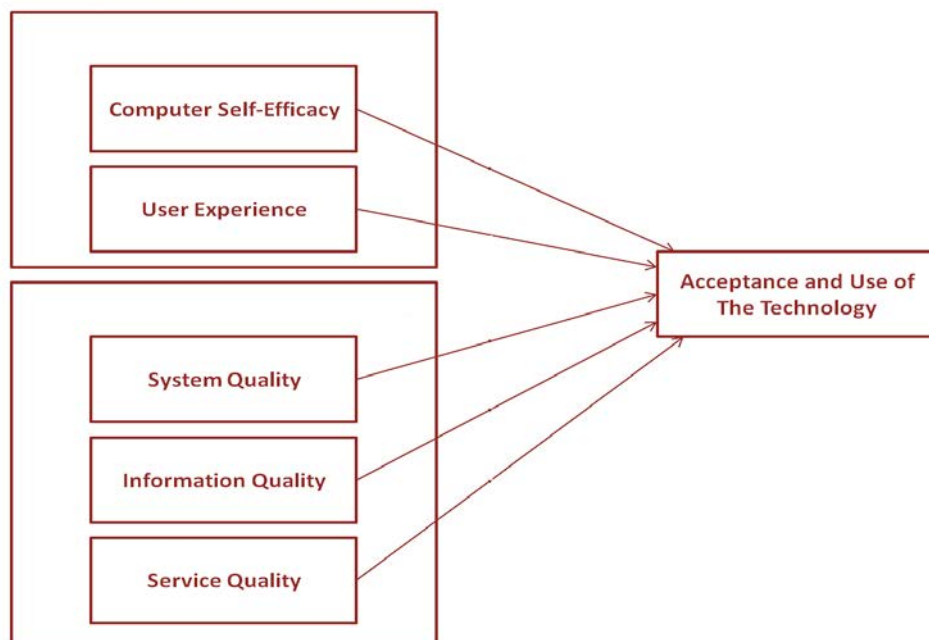 Computer Self-Efficacy
User Experience
Acceptance and Use of
The Technology
System Quality
Information Quality
Service Quality